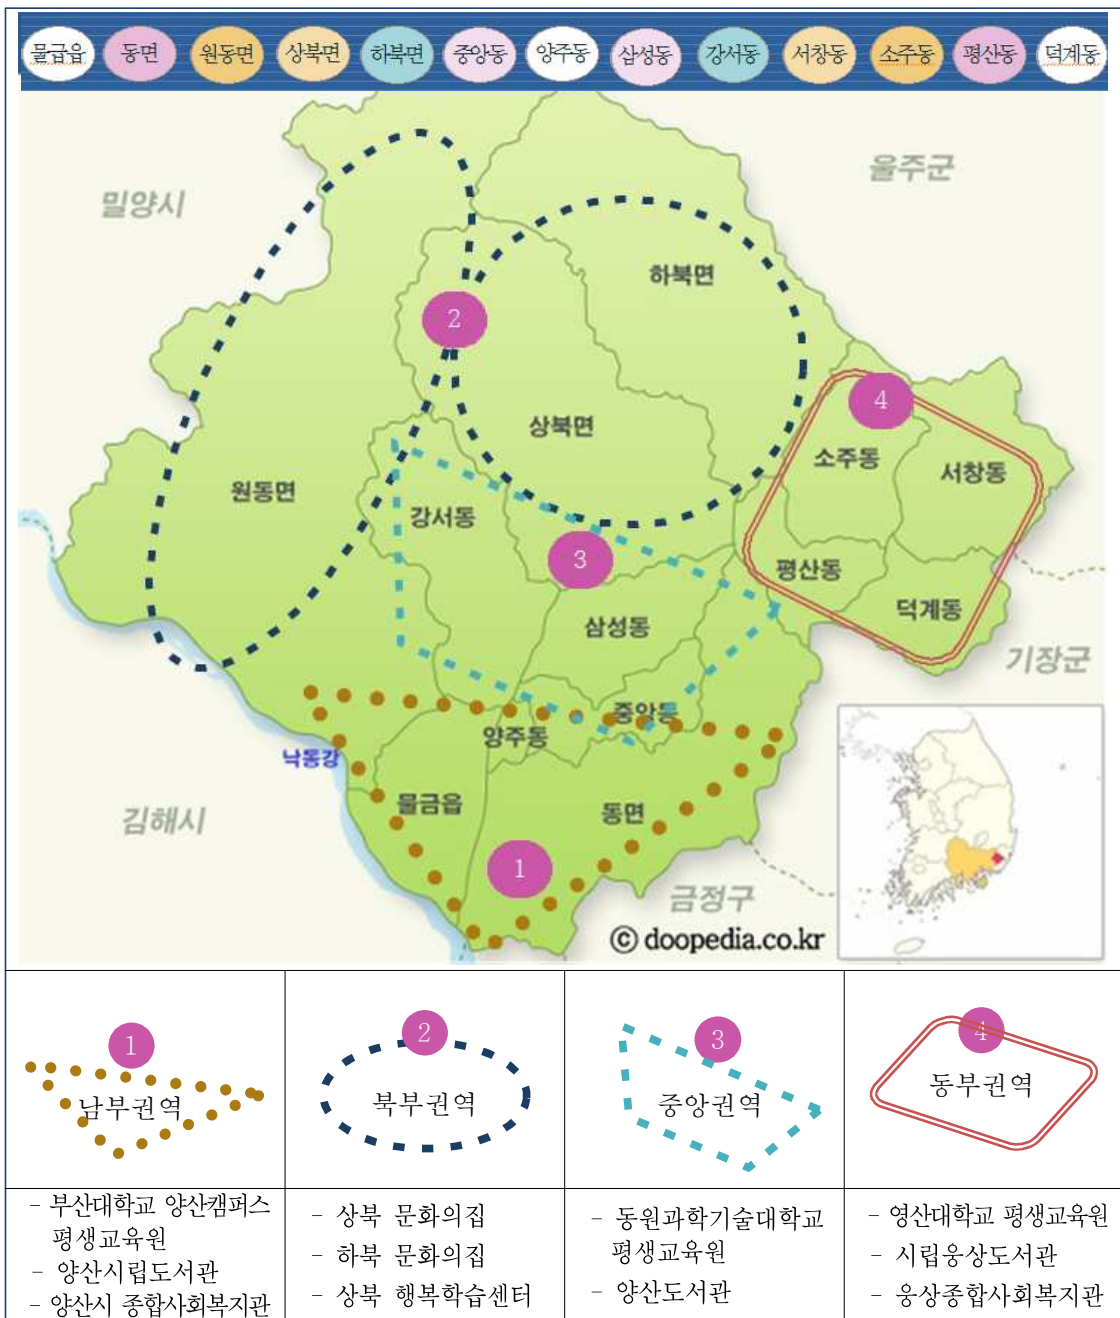 물금읍 동면 원동면 상북면 하북면 중앙동 양주동 삼성동 강서동 서창동 소주동 평산동 덕계동
울주군
밀양시
하북면
2
4
상북면
소주동
서창동
원동면
강서동
3
평산동
덕계동
삼성동
기장군
중앙동
양주동
낙동강
물금읍
동면
김해시
1
금정구
© doopedia.co.kr
1
남부권역
2
북부권역
3
중앙권역
4
동부권역
- 부산대학교 양산캠퍼스
평생교육원
- 양산시립도서관
- 양산시 종합사회복지관
- 상북 문화의집
- 하북 문화의집
- 상북 행복학습센터
- 동원과학기술대학교
평생교육원
- 양산도서관
- 영산대학교 평생교육원
- 시립웅상도서관
- 웅상종합사회복지관